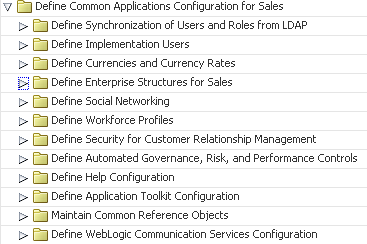 Define Common Applications Configuration for Sales
Define Synchronization of Users and Roles from LDAP
Define Implementation Users
Define Currencies and Currency Rates
Define Enterprise Structures for Sales
Define Social Networking
Define Workforce Profiles
Define Security for Customer Relationship Management
Define Automated Governance, Risk, and Performance Controls
Define Help Configuration
Define Application Toolkit Configuration
Maintain Common Reference Objects
Define WebLogic Communication Services Configuration